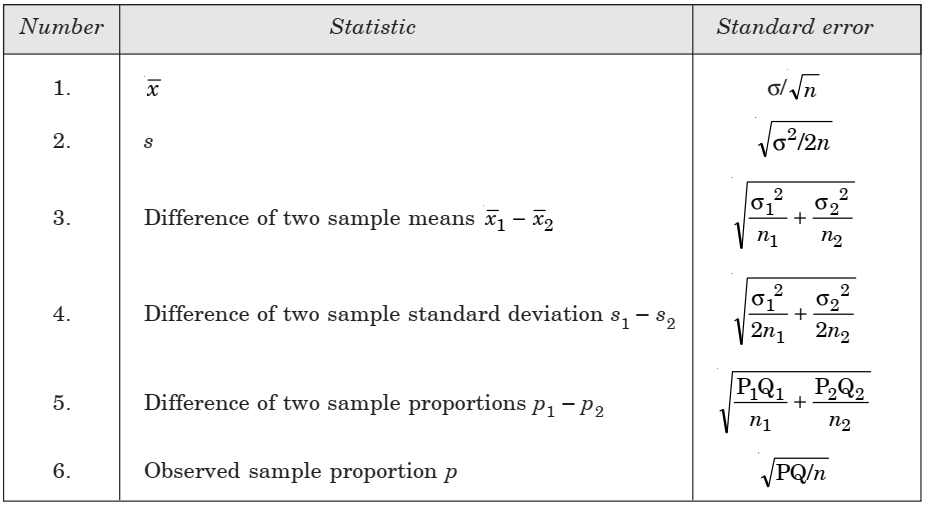 Number Statistic Standard error
1. x̄ σ/√n
2. s √σ²/2n
3. Difference of two sample means x̄₁ – x̄₂ √(σ₁²/n₁ + σ₂²/n₂)
4. Difference of two sample standard deviation s₁ – s₂ √(σ₁²/2n₁ + σ₂²/2n₂)
5. Difference of two sample proportions p₁ – p₂ √(P₁Q₁/n₁ + P₂Q₂/n₂)
6. Observed sample proportion p √PQ/n